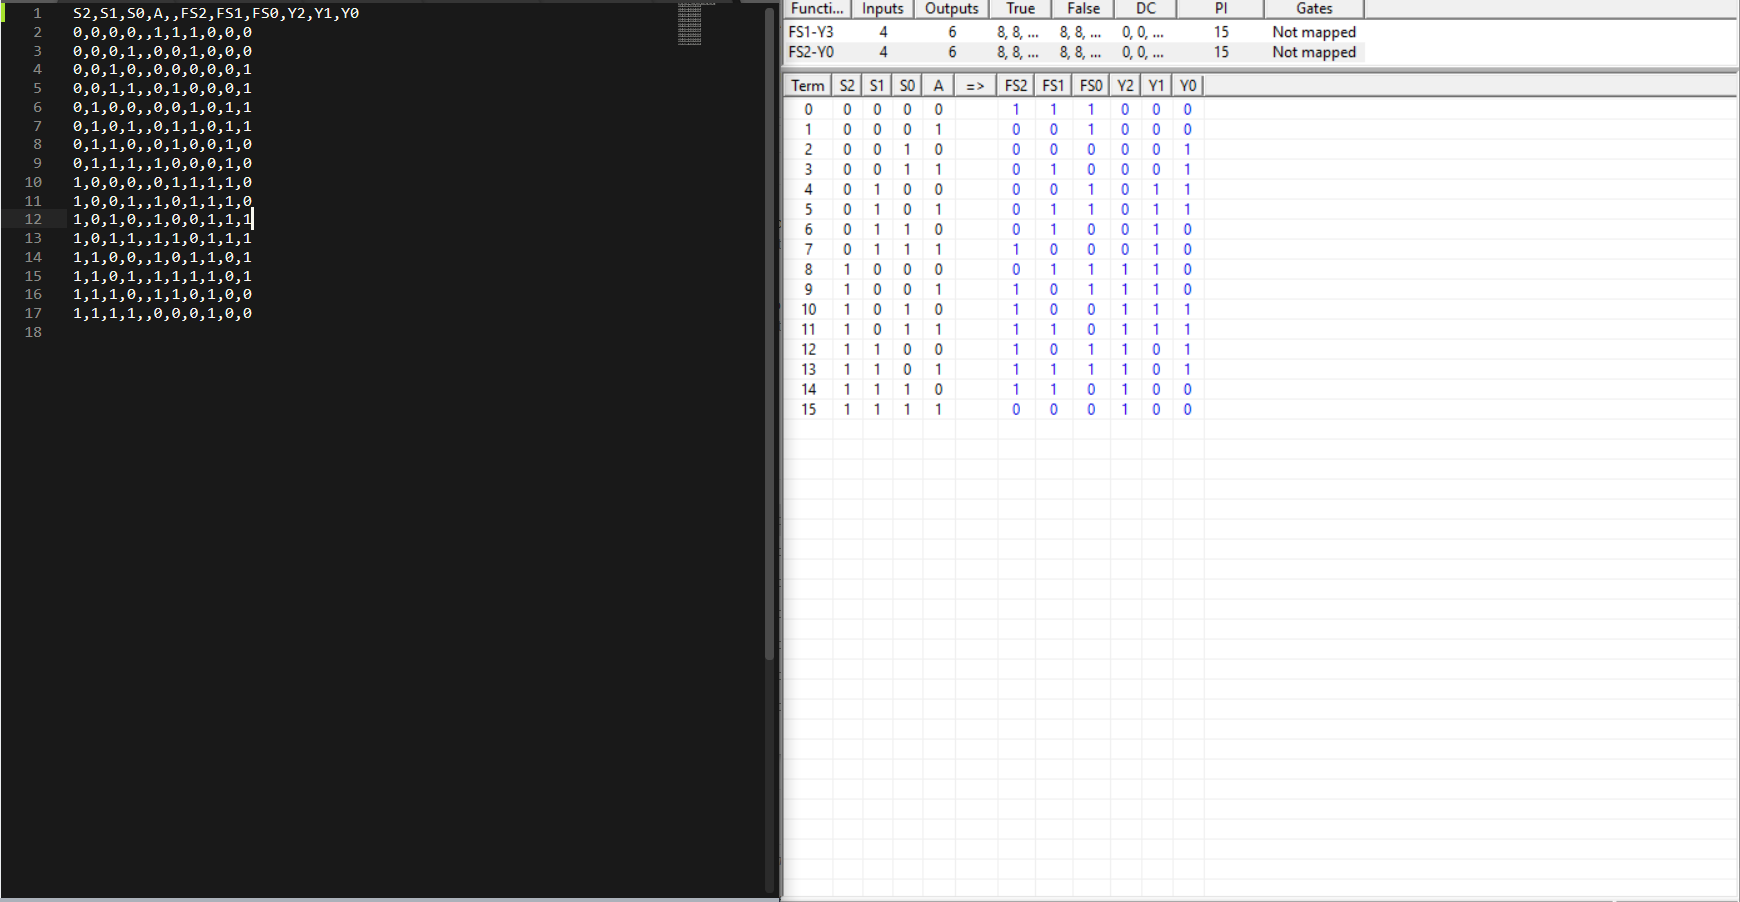 1 S2,S1,S0,A,,FS2,FS1,FS0,Y2,Y1,Y0
2 0,0,0,0,,1,1,1,0,0,0
3 0,0,0,1,,0,0,1,0,0,0
4 0,0,1,0,,0,0,0,0,0,1
5 0,0,1,1,,0,1,0,0,0,1
6 0,1,0,0,,0,0,1,0,1,1
7 0,1,0,1,,0,1,1,0,1,1
8 0,1,1,0,,0,1,0,0,1,0
9 0,1,1,1,,1,0,0,0,1,0
10 1,0,0,0,,0,1,1,1,1,0
11 1,0,0,1,,1,0,1,1,1,0
12 1,0,1,0,,1,0,0,1,1,1
13 1,0,1,1,,1,1,0,1,1,1
14 1,1,0,0,,1,0,1,1,0,1
15 1,1,0,1,,1,1,1,1,0,1
16 1,1,1,0,,1,1,0,1,0,0
17 1,1,1,1,,0,0,0,1,0,0
18
Functi... Inputs Outputs True False DC PI Gates
FS1-Y3 4 6 8, 8, ... 8, 8, ... 0, 0, ... 15 Not mapped
FS2-Y0 4 6 8, 8, ... 8, 8, ... 0, 0, ... 15 Not mapped
Term S2 S1 S0 A => FS2 FS1 FS0 Y2 Y1 Y0
0 0 0 0 0 1 1 1 0 0 0
1 0 0 0 1 0 0 1 0 0 0
2 0 0 1 0 0 0 0 0 0 1
3 0 0 1 1 0 1 0 0 0 1
4 0 1 0 0 0 0 1 0 1 1
5 0 1 0 1 0 1 1 0 1 1
6 0 1 1 0 0 1 0 0 1 0
7 0 1 1 1 1 0 0 0 1 0
8 1 0 0 0 0 1 1 1 1 0
9 1 0 0 1 1 0 1 1 1 0
10 1 0 1 0 1 0 0 1 1 1
11 1 0 1 1 1 1 0 1 1 1
12 1 1 0 0 1 0 1 1 0 1
13 1 1 0 1 1 1 1 1 0 1
14 1 1 1 0 1 1 0 1 0 0
15 1 1 1 1 0 0 0 1 0 0